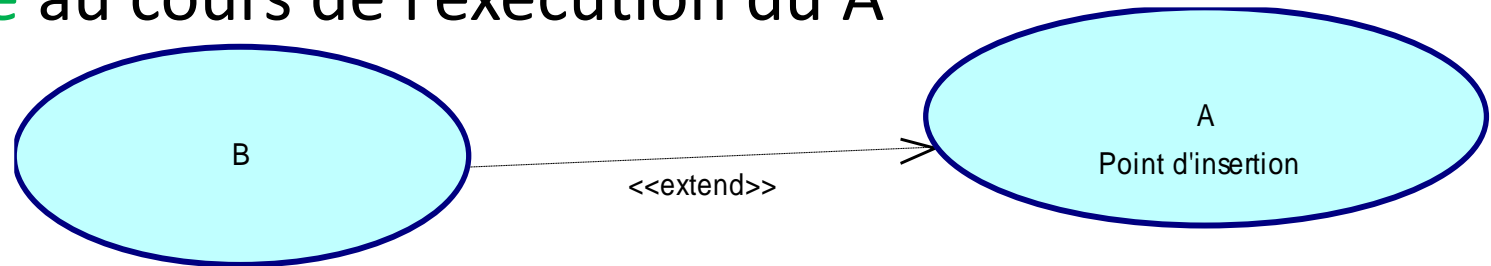 e au cours de l'exécution du A
A
B
Point d'insertion
<<extend>>